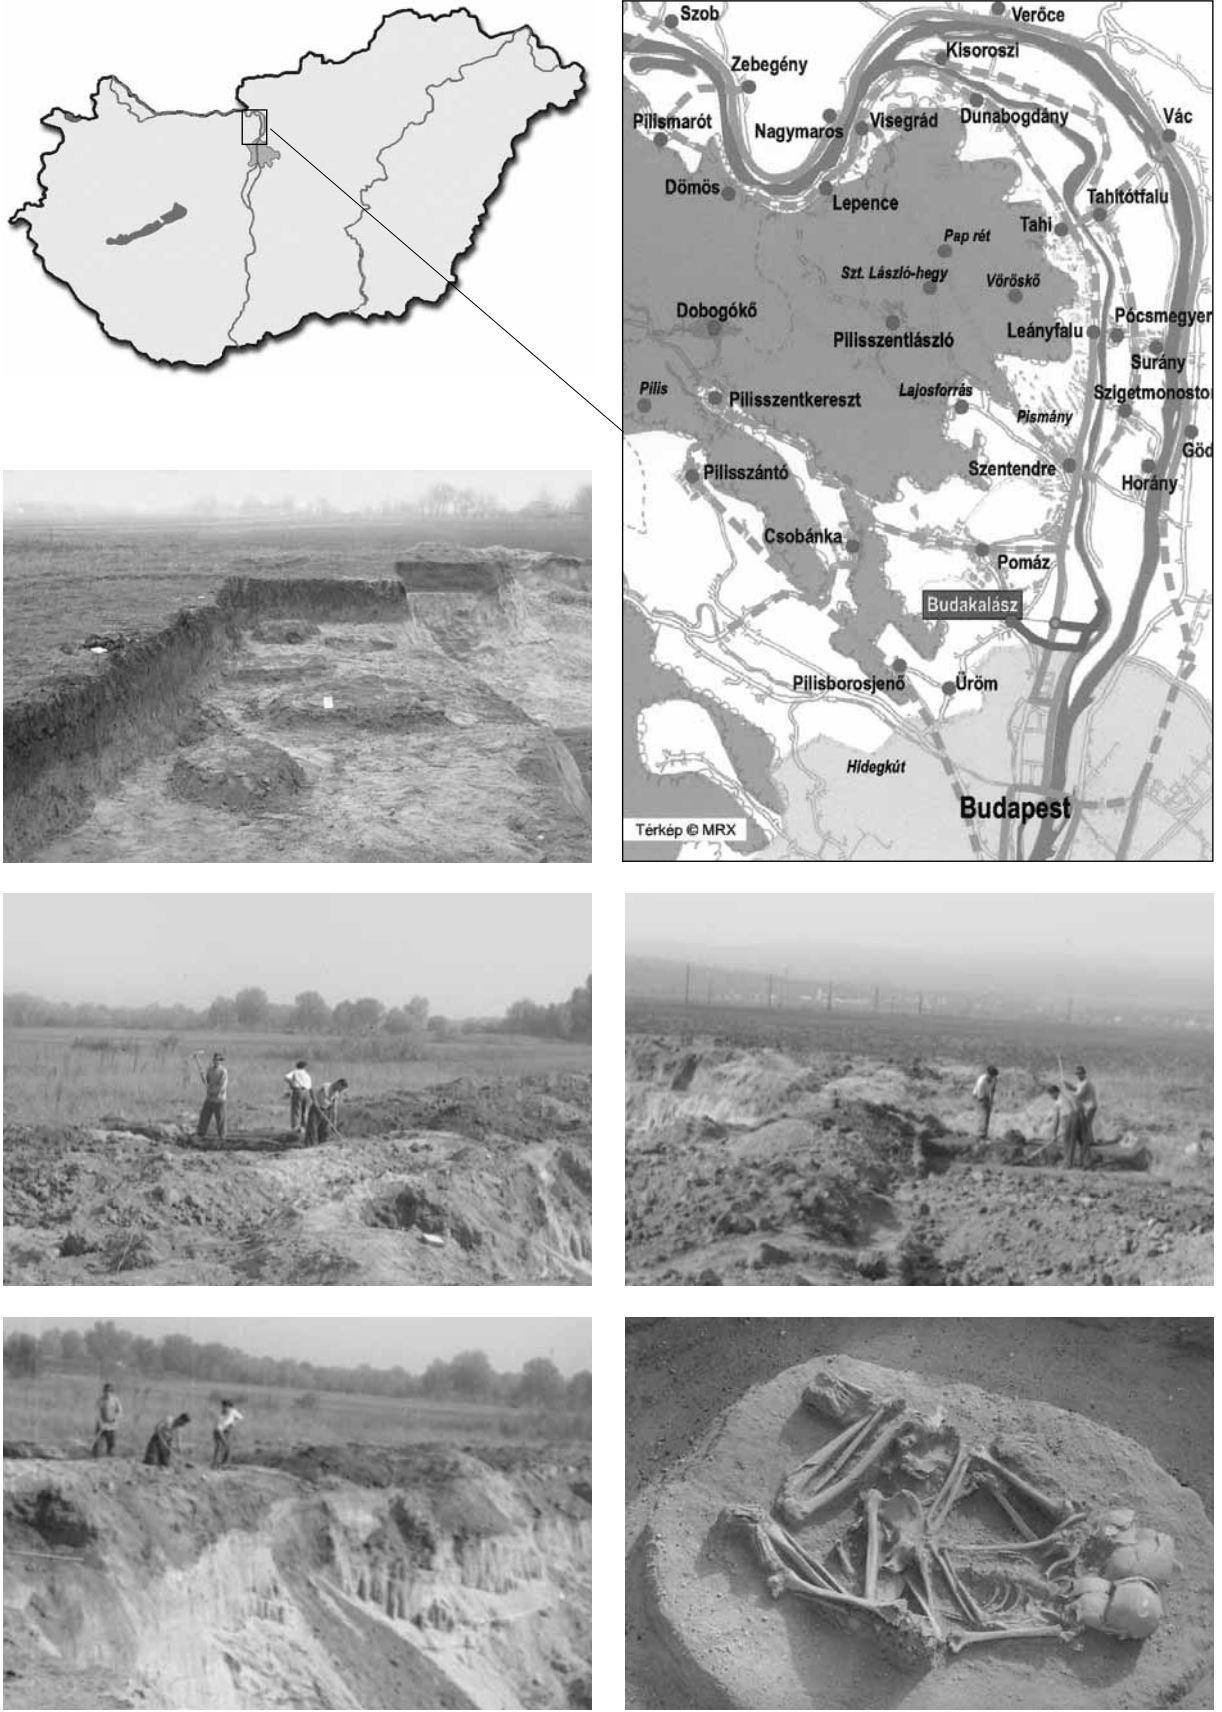 Szob
Verőce
Kisoroszi
Zebegény
Dunabogdány
Pilismarót
Nagymaros
Visegrád
Vác
Dömös
Lepence
Tahitótfalu
Tahi
Pap rét
Szt. László-hegy
Vöröskő
Dobogókő
Pilisszentlászló
Leányfalu
Pócsmegyer
Surány
Pilis
Pilisszentkereszt
Lajosforrás
Szigetmonostor
Pismány
Göd
Pilisszántó
Szentendre
Horány
Csobánka
Pomáz
Budakalász
Pilisborosjenő
Üröm
Hidegkút
Budapest
Térkép © MRX